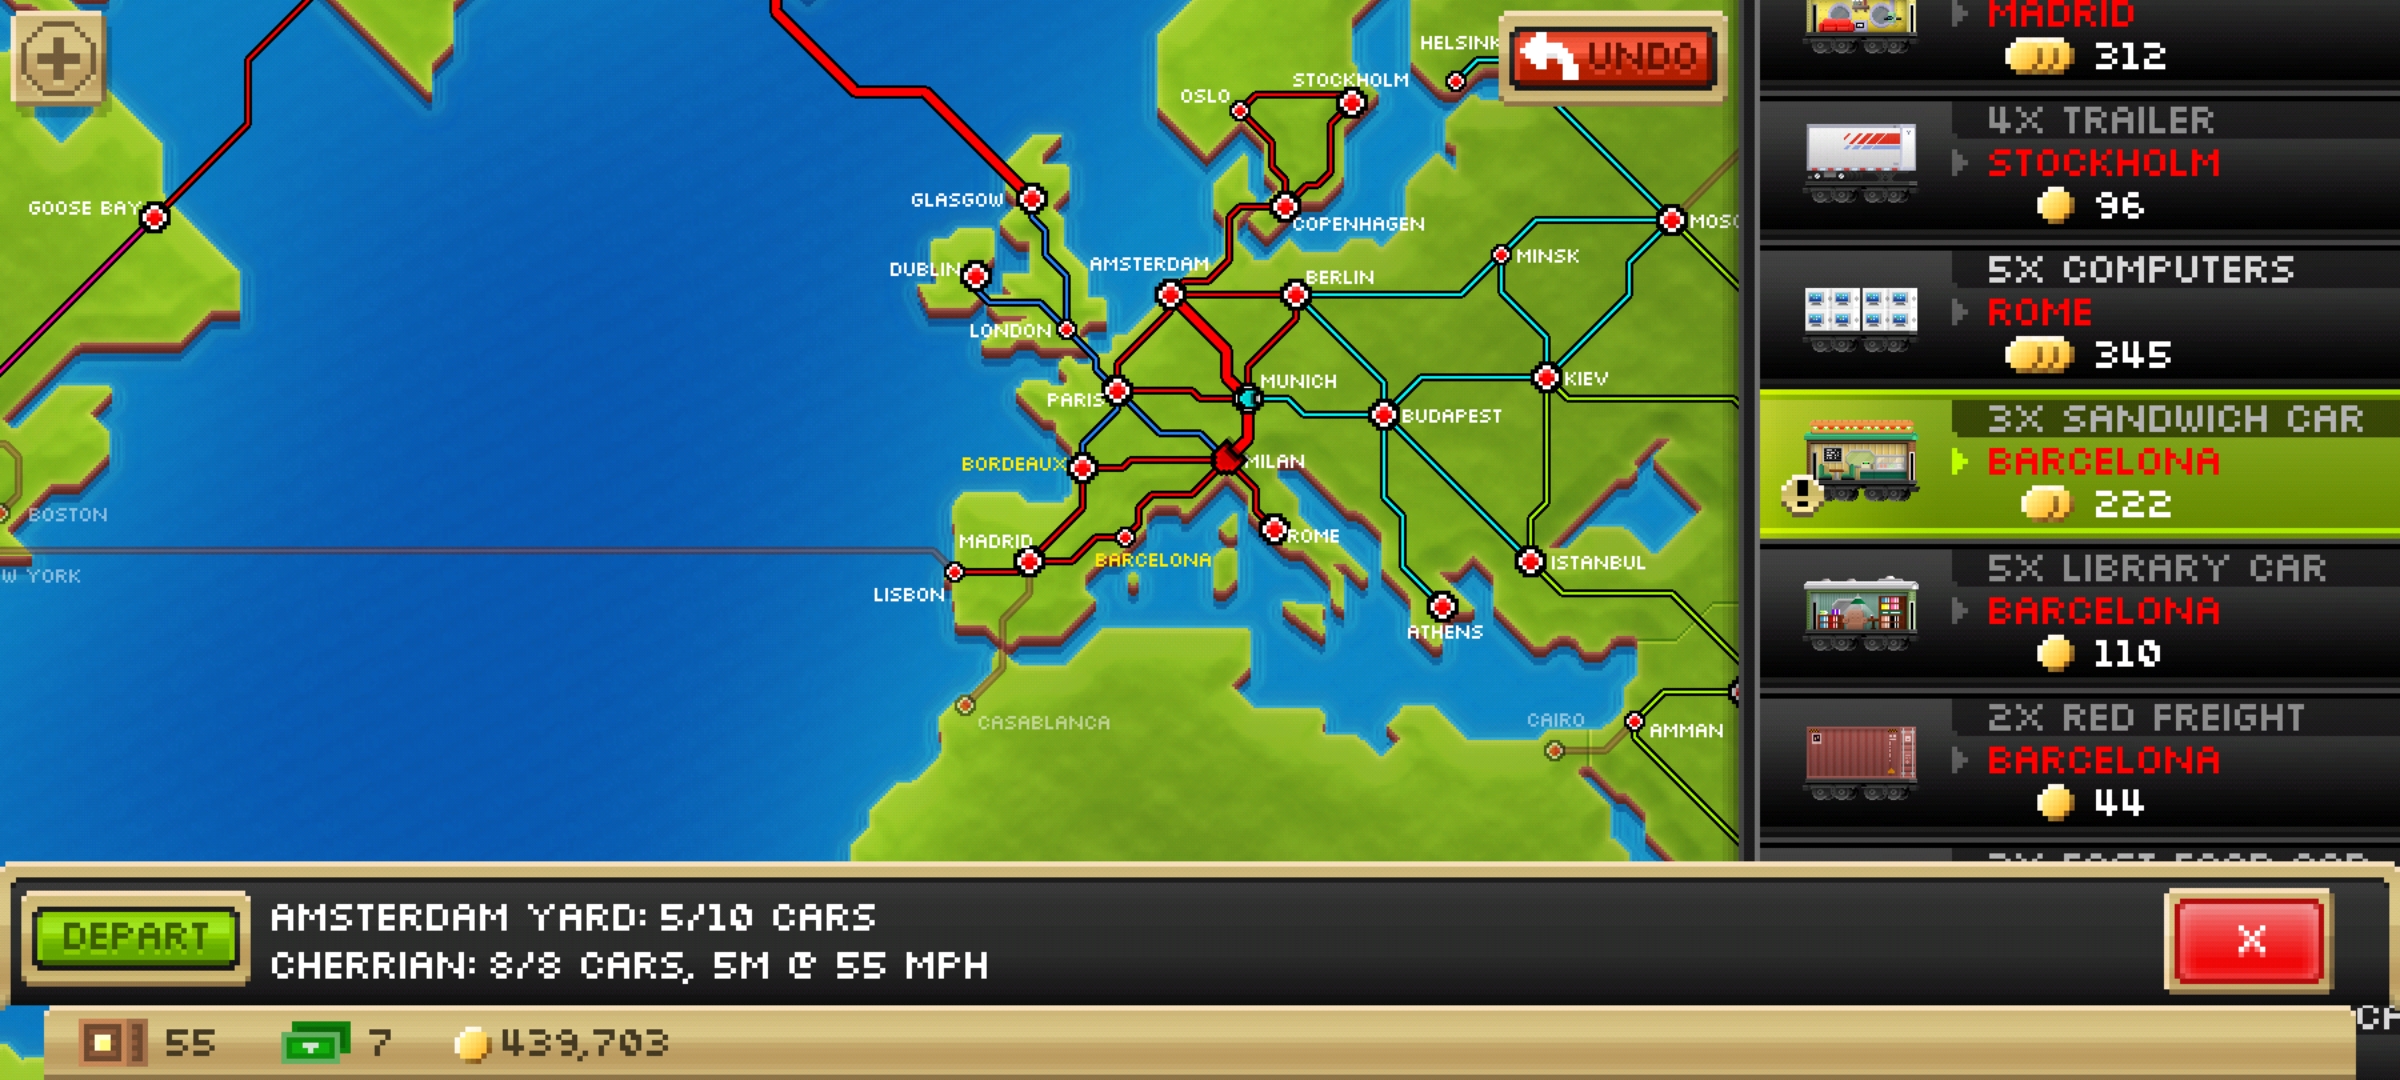 HELSINK
UNDO
STOCKHOLM
OSLO
GOOSE BAY
GLASGOW
COPENHAGEN
MOSC
DUBLIN
AMSTERDAM
BERLIN
MINSK
LONDON
MUNICH
KIEV
PARIS
BUDAPEST
BORDEAUX
MILAN
BOSTON
MADRID
BARCELONA
ROME
ISTANBUL
W YORK
LISBON
ATHENS
CASABLANCA
CAIRO
AMMAN
MADRID
312
4X TRAILER
STOCKHOLM
96
5X COMPUTERS
ROME
345
3X SANDWICH CAR
BARCELONA
222
5X LIBRARY CAR
BARCELONA
110
2X RED FREIGHT
BARCELONA
44
DEPART
AMSTERDAM YARD: 5/10 CARS
CHERRIAN: 8/8 CARS, 5M @ 55 MPH
X
55
7
439,703
CH